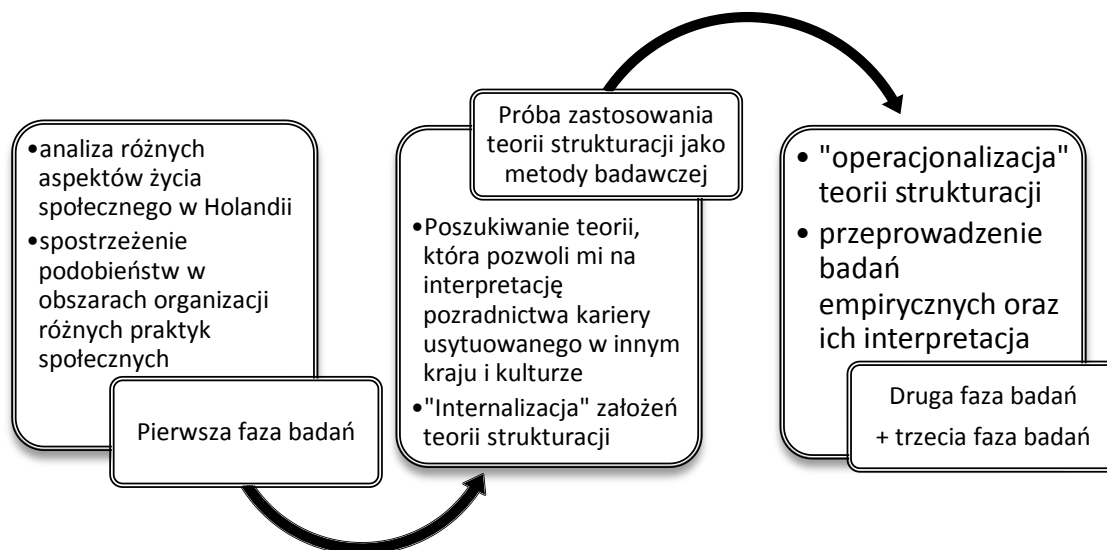 •analiza różnych
aspektów życia
społecznego w Holandii
•spostrzeżenie
podobieństw w
obszarach organizacji
różnych praktyk
społecznych
Pierwsza faza badań
Próba zastosowania
teorii strukturacji jako
metody badawczej
•Poszukiwanie teorii,
która pozwoli mi na
interpretację
pozradnictwa kariery
usytuowanego w innym
kraju i kulturze
•"Internalizacja" założeń
teorii strukturacji
• "operacjonalizacja"
teorii strukturacji
• przeprowadzenie
badań
empirycznych oraz
ich interpretacja
Druga faza badań
+ trzecia faza badań